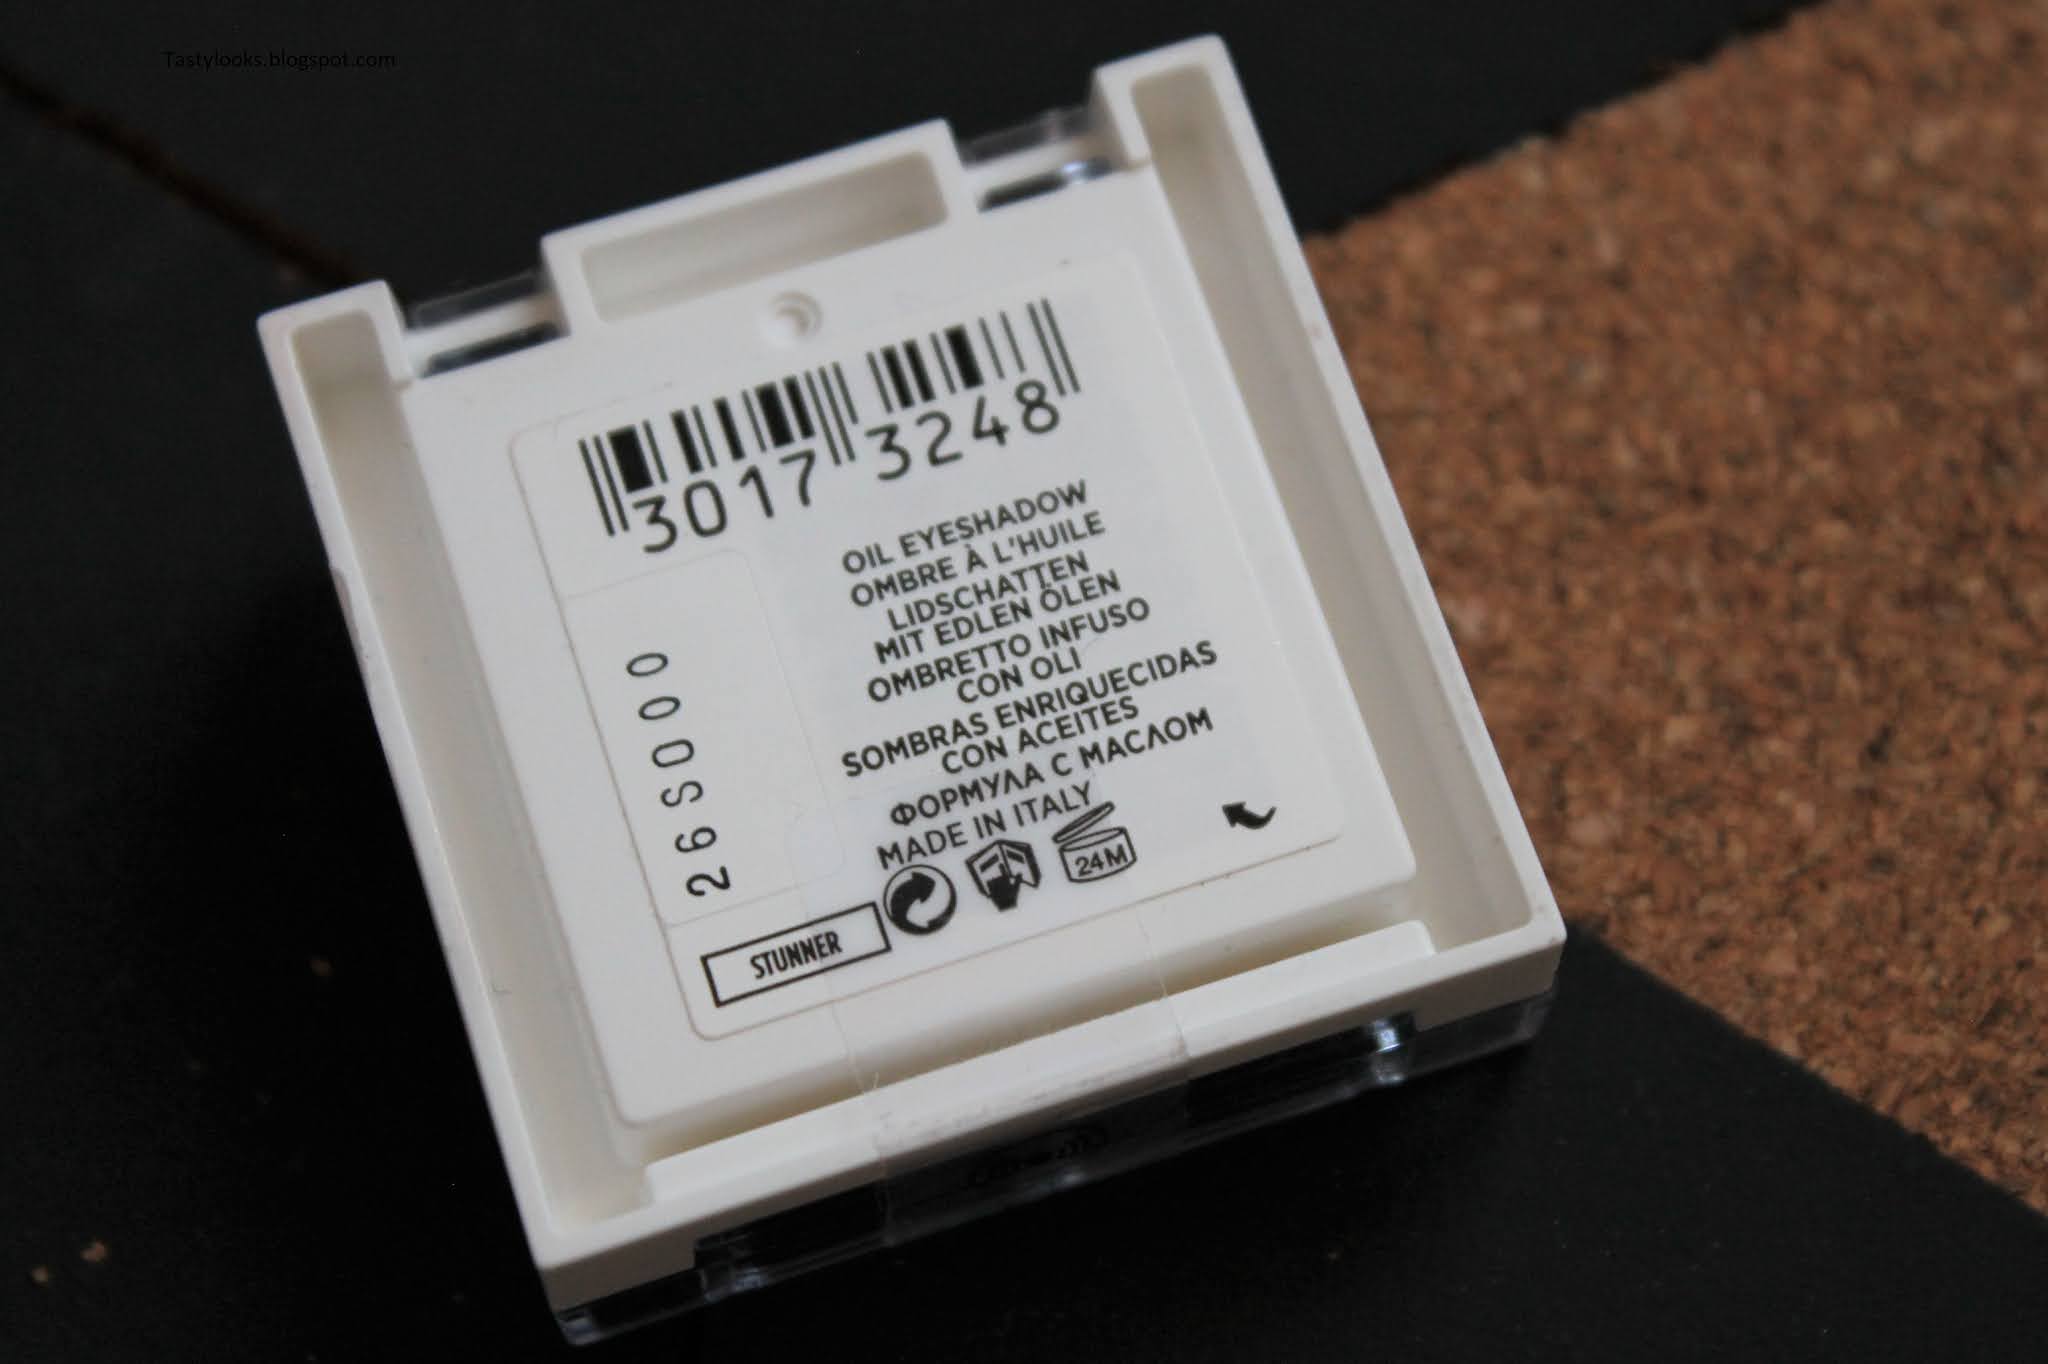 Tastylooks.blogspot.com
3017 3248
OIL EYESHADOW
OMBRE À L'HUILE
LIDSCHATTEN
MIT EDLEN ÖLEN
OMBRETTO INFUSO
CON OLI
SOMBRAS ENRIQUECIDAS
CON ACEITES
ФОРМУЛА С МАСЛОМ
MADE IN ITALY
24M
26S000
STUNNER